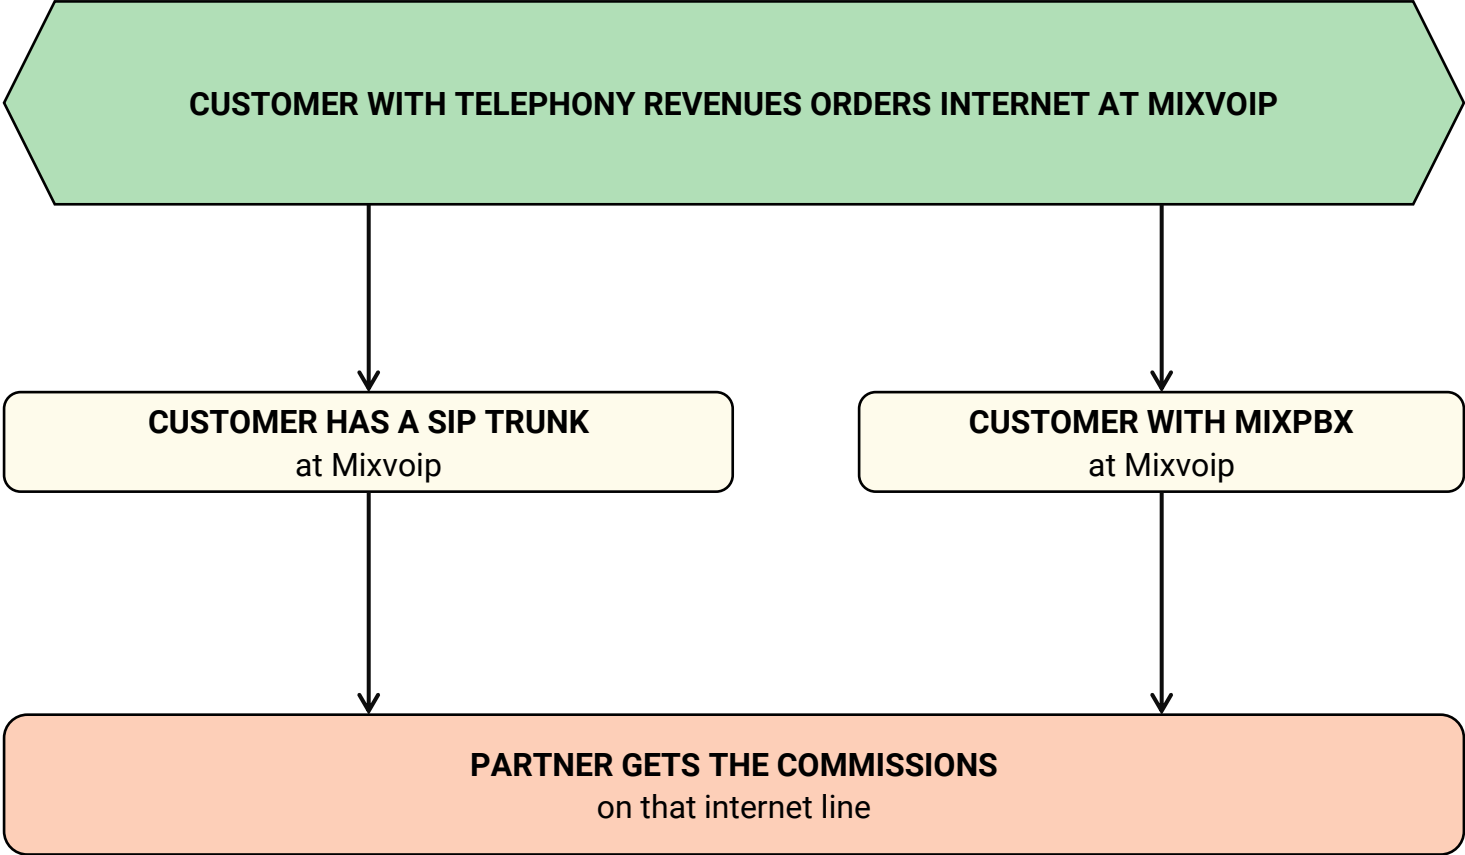 CUSTOMER WITH TELEPHONY REVENUES ORDERS INTERNET AT MIXVOIP
CUSTOMER HAS A SIP TRUNK
at Mixvoip
CUSTOMER WITH MIXPBX
at Mixvoip
PARTNER GETS THE COMMISSIONS
on that internet line